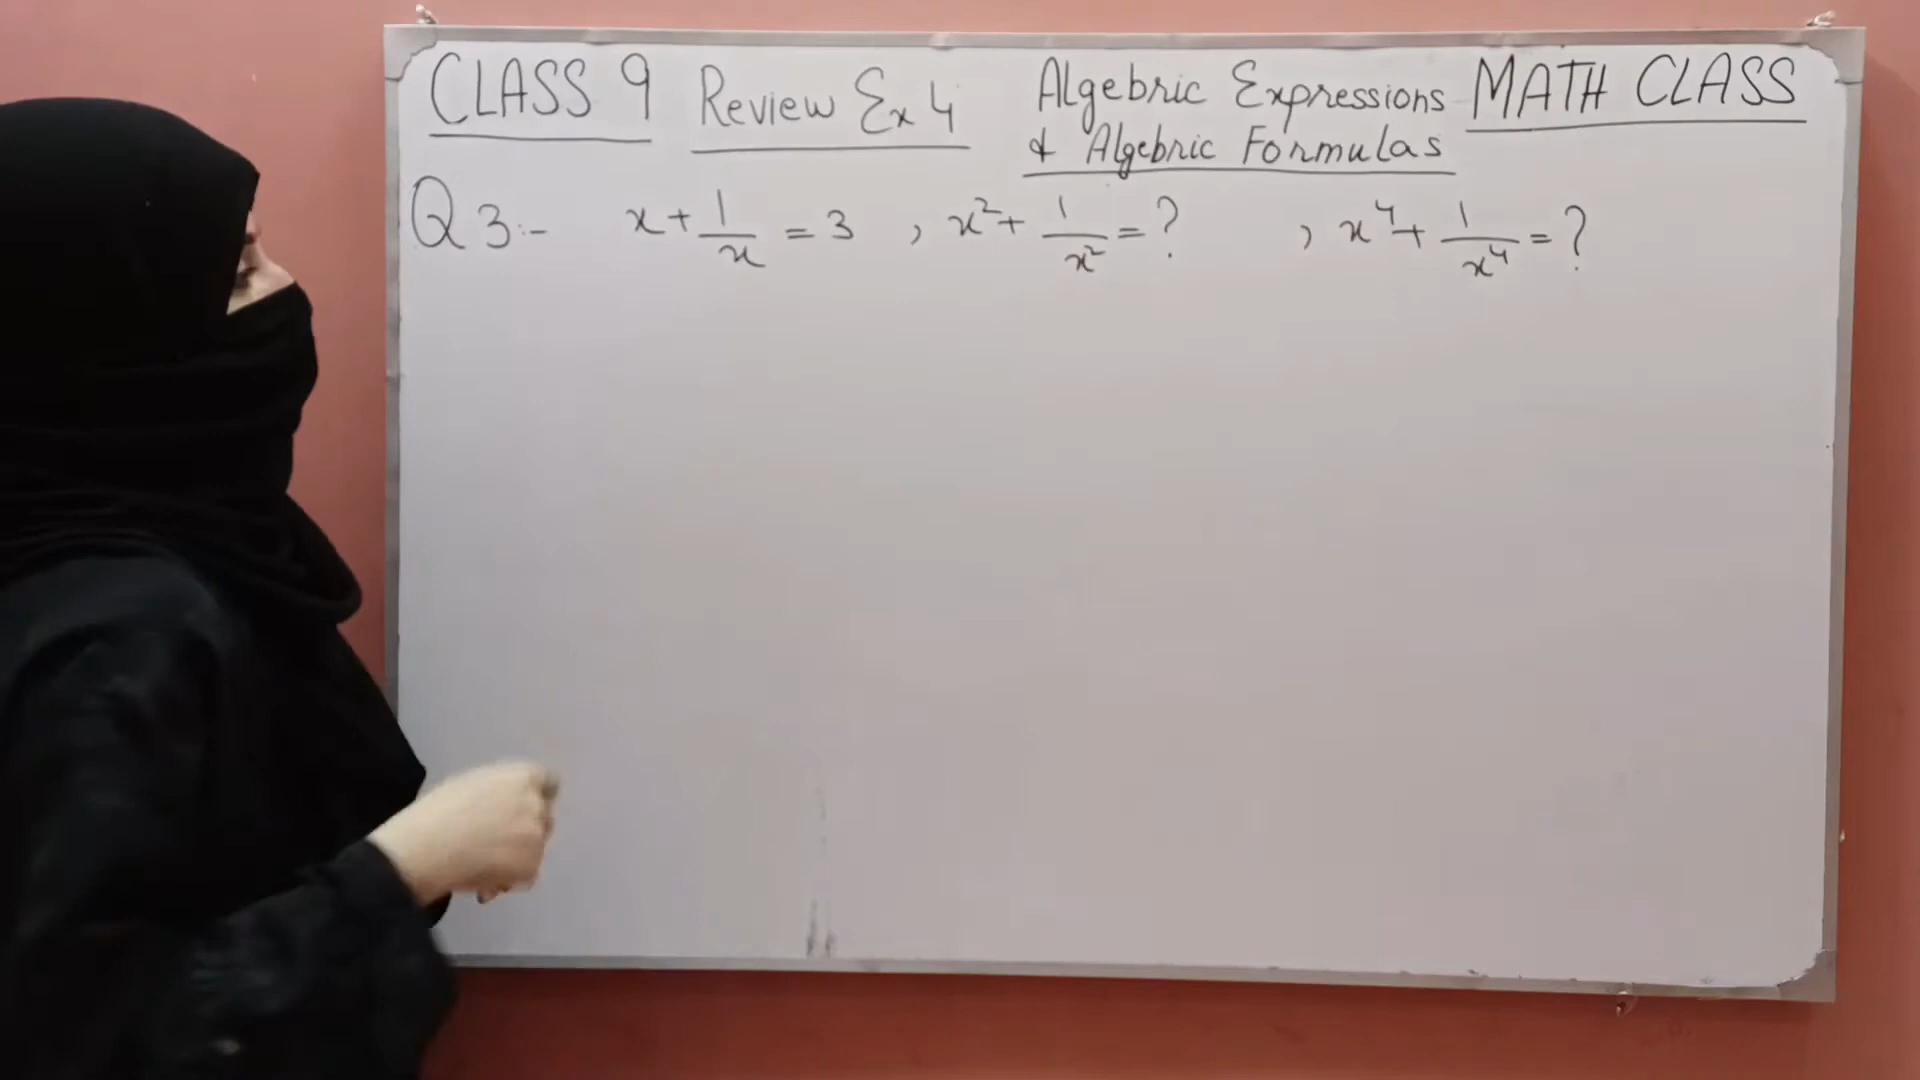 CLASS 9 Review Ex 4 Algebric Expressions MATH CLASS
& Algebric Formulas
Q3:- x + 1/x = 3 , x² + 1/x² = ? , x⁴ + 1/x⁴ = ?